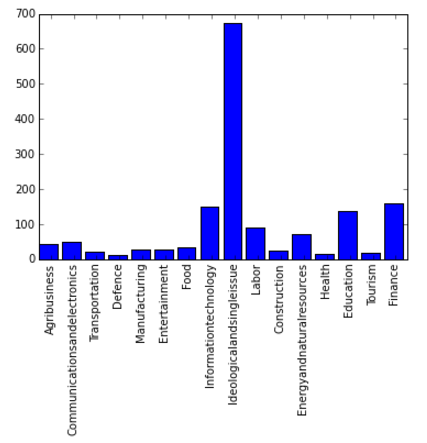 700
600
500
400
300
200
100
0
Agribusiness
Communicationsandelectronics
Transportation
Defence
Manufacturing
Entertainment
Food
Informationtechnology
Ideologicalandsingleissue
Labor
Construction
Energyandnaturalresources
Health
Education
Tourism
Finance